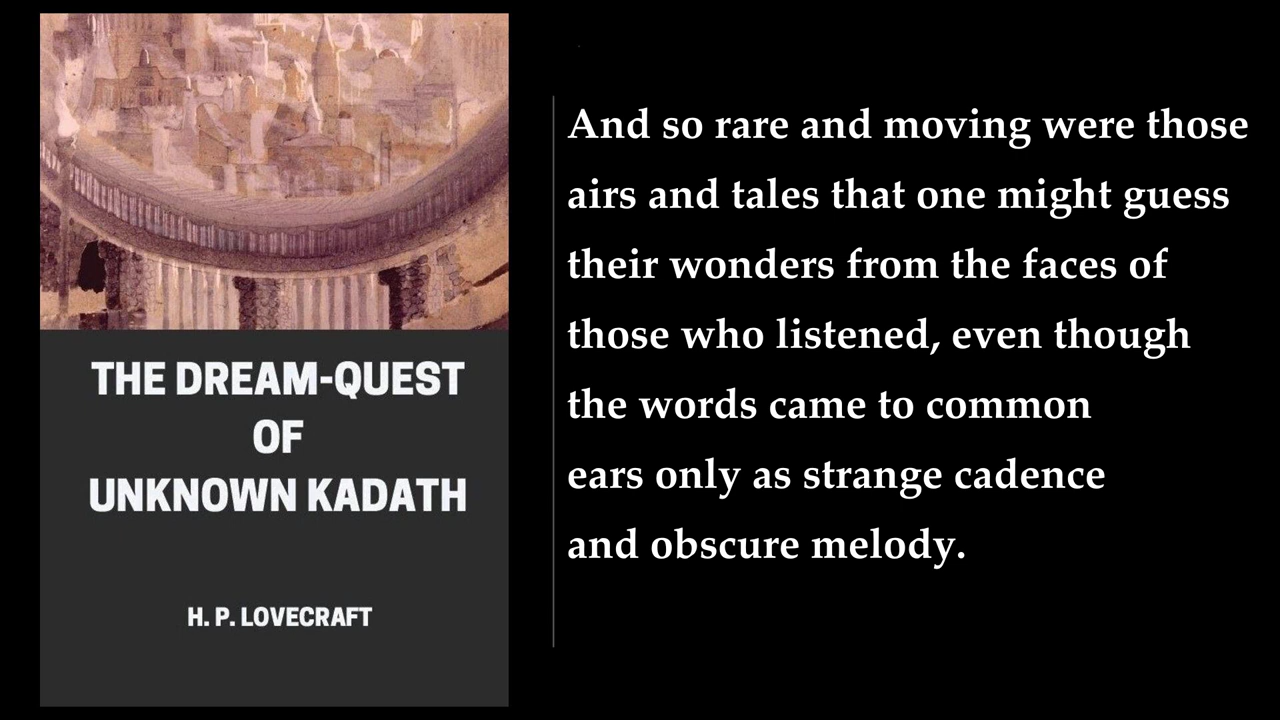 THE DREAM-QUEST
OF
UNKNOWN KADATH
H. P. LOVECRAFT
And so rare and moving were those
airs and tales that one might guess
their wonders from the faces of
those who listened, even though
the words came to common
ears only as strange cadence
and obscure melody.